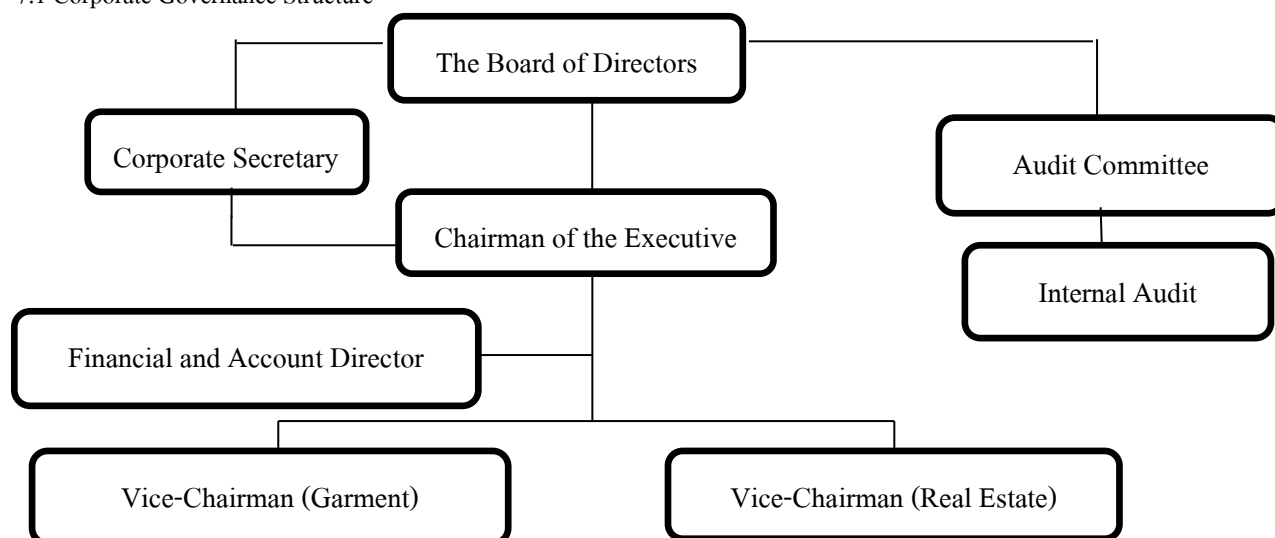 7.1 Corporate Governance Structure
The Board of Directors
Corporate Secretary
Audit Committee
Chairman of the Executive
Internal Audit
Financial and Account Director
Vice-Chairman (Garment)
Vice-Chairman (Real Estate)